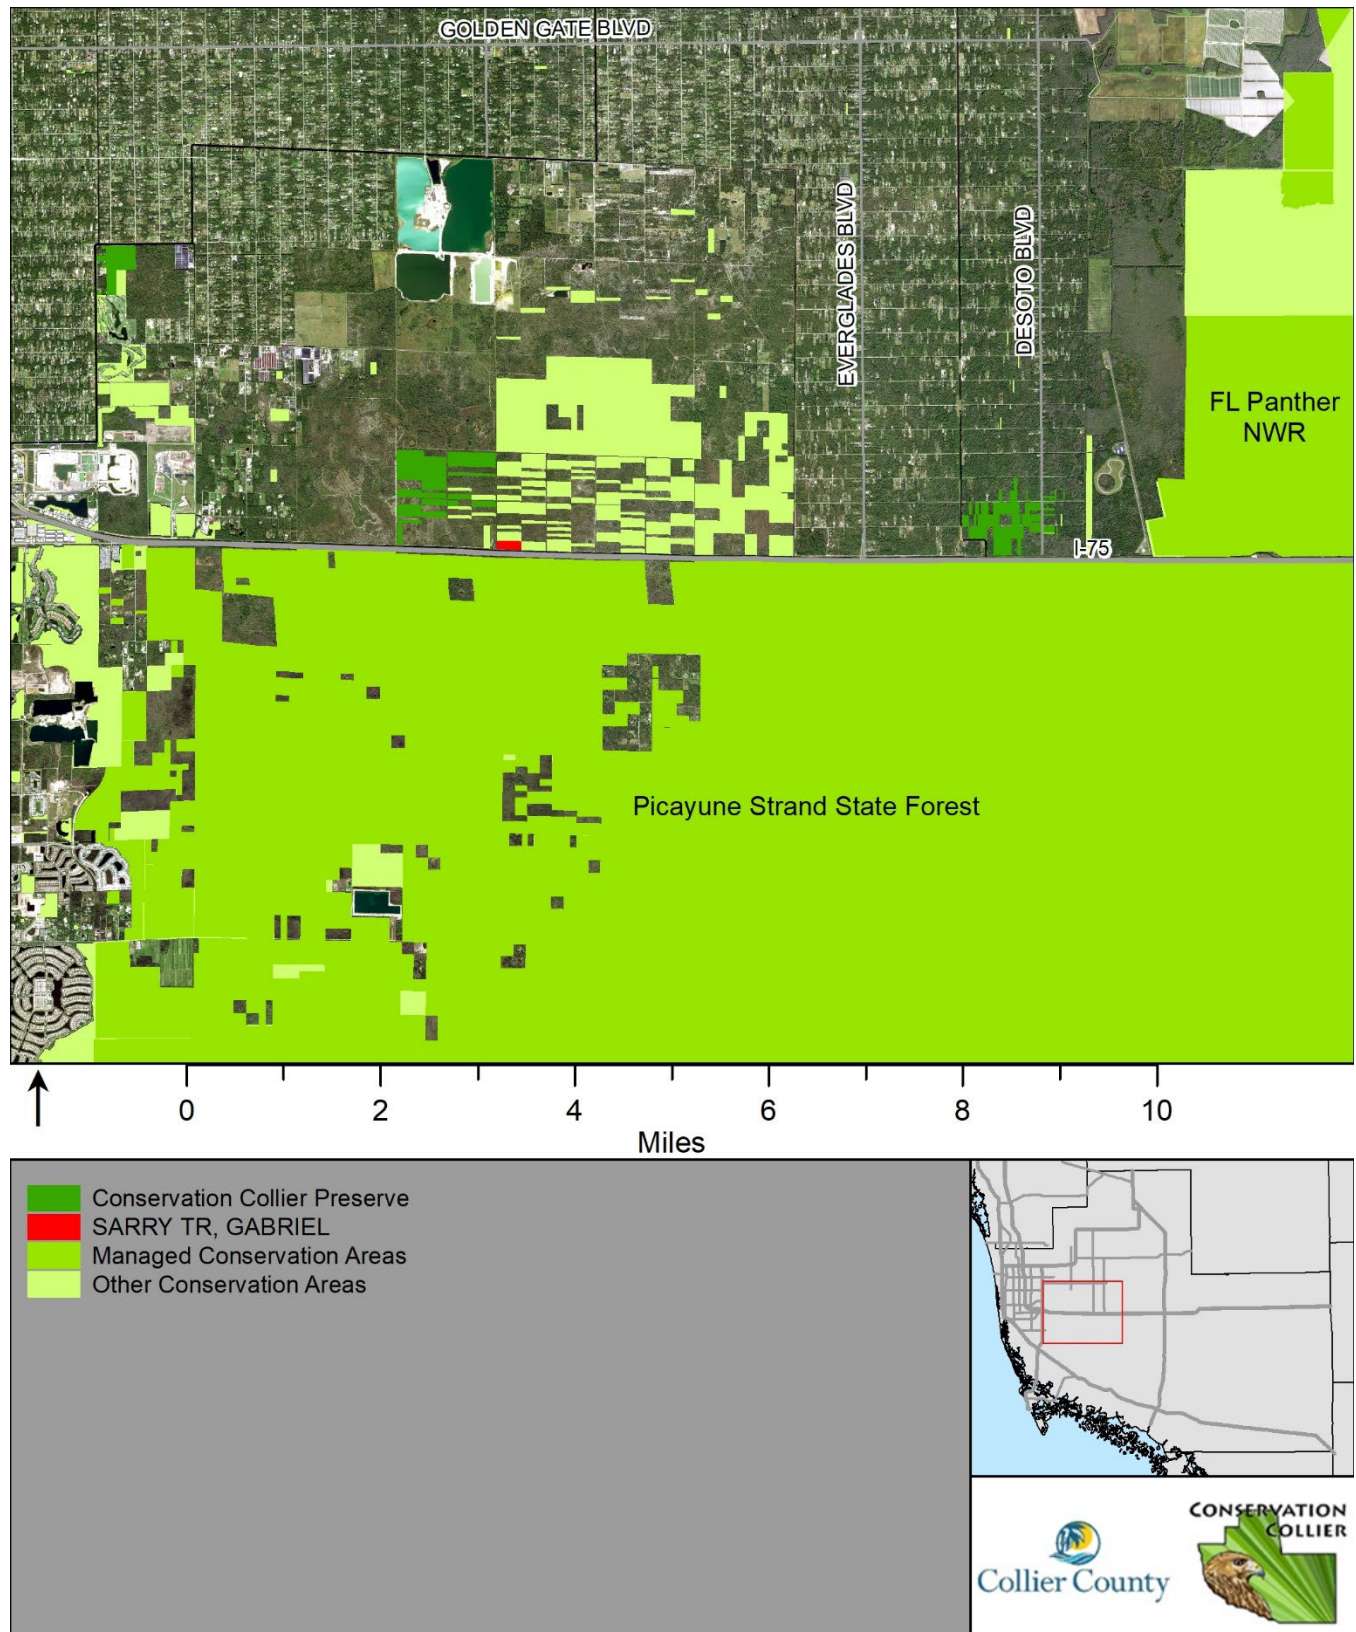 GOLDEN GATE BLVD
EVERGLADES BLVD
DESOTO BLVD
FL Panther
NWR
I-75
Picayune Strand State Forest
0 2 4 6 8 10
Miles
Conservation Collier Preserve
SARRY TR, GABRIEL
Managed Conservation Areas
Other Conservation Areas
Collier County
CONSERVATION
COLLIER